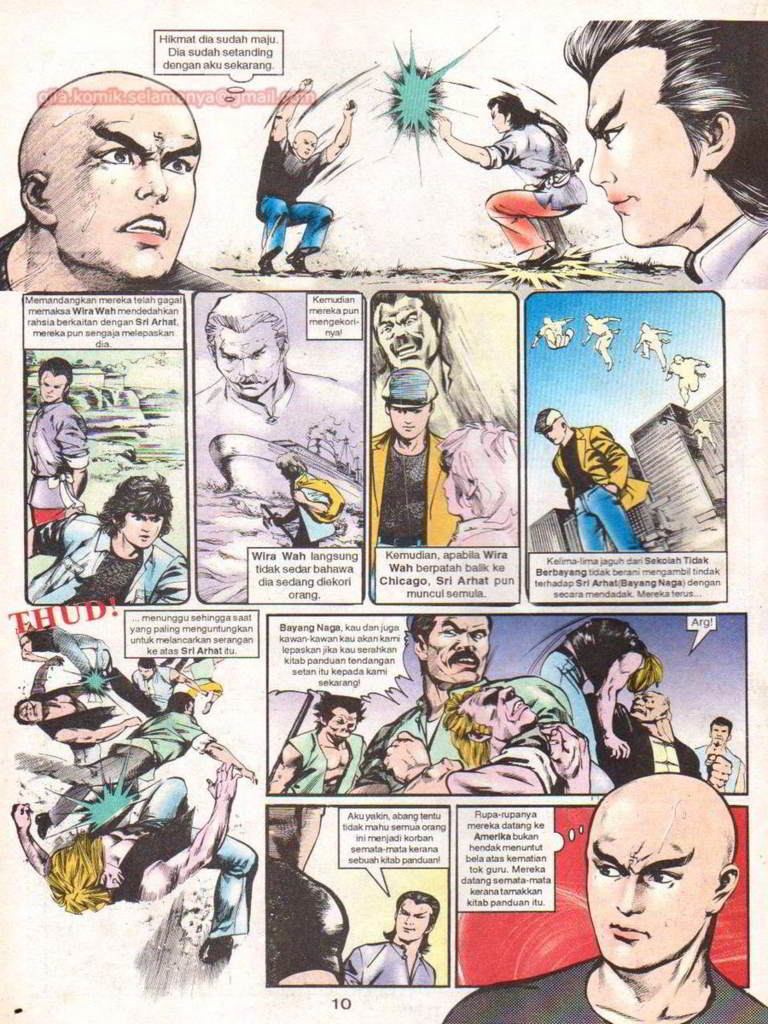 Hikmat dia sudah maju.
Dia sudah setanding
dengan aku sekarang.
gila.komik.selamanya@gmail.com
Memandangkan mereka telah gagal
memaksa Wira Wah mendedahkan
rahsia berkaitan dengan Sri Arhat,
mereka pun sengaja melepaskan
dia.
Kemudian
mereka pun
mengekori-
nya!
Wira Wah langsung
tidak sedar bahawa
dia sedang diekori
orang.
Kemudian, apabila Wira
Wah berpatah balik ke
Chicago, Sri Arhat pun
muncul semula.
Kelima-lima jaguh dari Sekolah Tidak
Berbayang tidak berani mengambil tindak
terhadap Sri Arhat(Bayang Naga) dengan
secara mendadak. Mereka terus...
THUD!
... menunggu sehingga saat
yang paling menguntungkan
untuk melancarkan serangan
ke atas Sri Arhat itu.
Bayang Naga, kau dan juga
kawan-kawan kau akan kami
lepaskan jika kau serahkan
kitab panduan tendangan
setan itu kepada kami
sekarang!
Arg!
Aku yakin, abang tentu
tidak mahu semua orang
ini menjadi korban
semata-mata kerana
sebuah kitab panduan!
Rupa-rupanya
mereka datang ke
Amerika bukan
hendak menuntut
bela atas kematian
tok guru. Mereka
datang semata-mata
kerana tamakkan
kitab panduan itu.
10